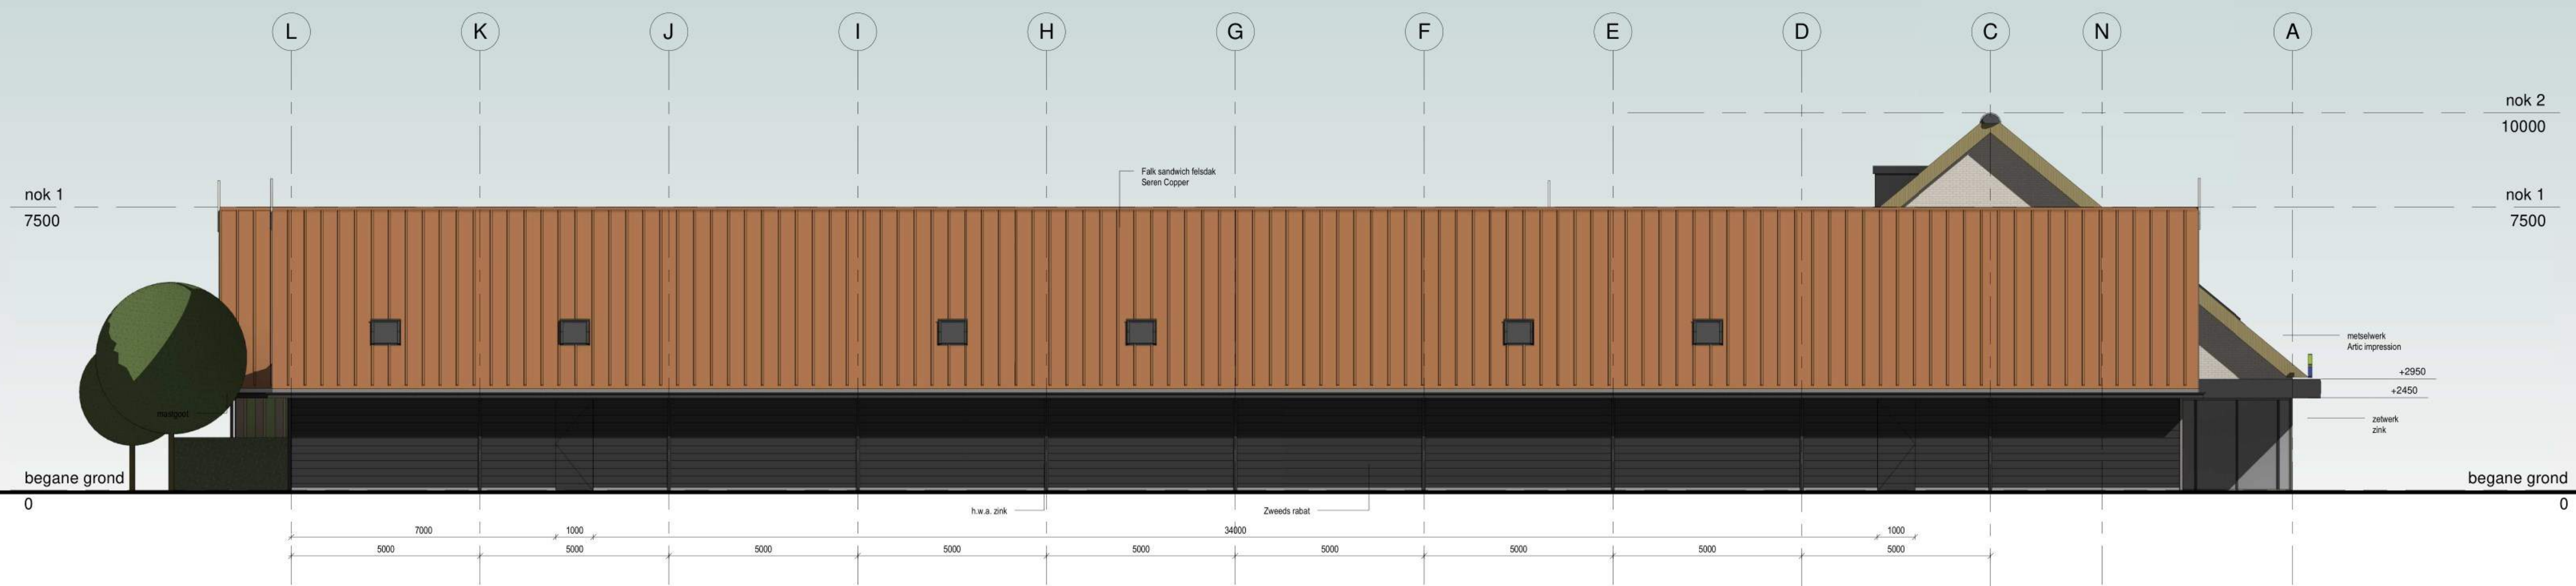 L K J I H G F E D C N A
nok 2
10000
Falk sandwich felsdak
Seren Copper
nok 1
7500
nok 1
7500
metselwerk
Artic impression
+2950
+2450
mastgoot
zetwerk
zink
begane grond
0
begane grond
0
h.w.a. zink
Zweeds rabat
7000 1000 34000 1000
5000 5000 5000 5000 5000 5000 5000 5000 5000